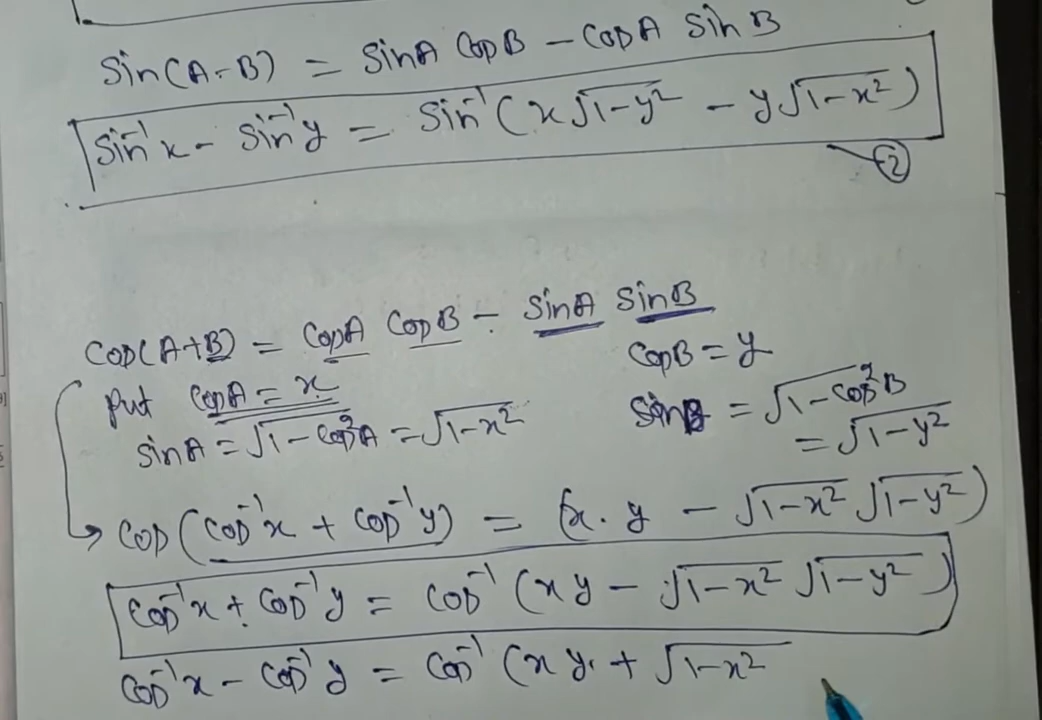 Sin(A-B) = SinA CosB - CosA SinB
Sin⁻¹x - Sin⁻¹y = Sin⁻¹(x√1-y² - y√1-x²)
②
Cos(A+B) = CosA CosB - SinA SinB
Put CosA = x
CosB = y
SinA = √1-Cos²A = √1-x²
SinB = √1-Cos²B
= √1-y²
Cos(Cos⁻¹x + Cos⁻¹y) = (x.y - √1-x² √1-y²)
Cos⁻¹x + Cos⁻¹y = Cos⁻¹(xy - √1-x² √1-y²)
Cos⁻¹x - Cos⁻¹y = Cos⁻¹(xy + √1-x²